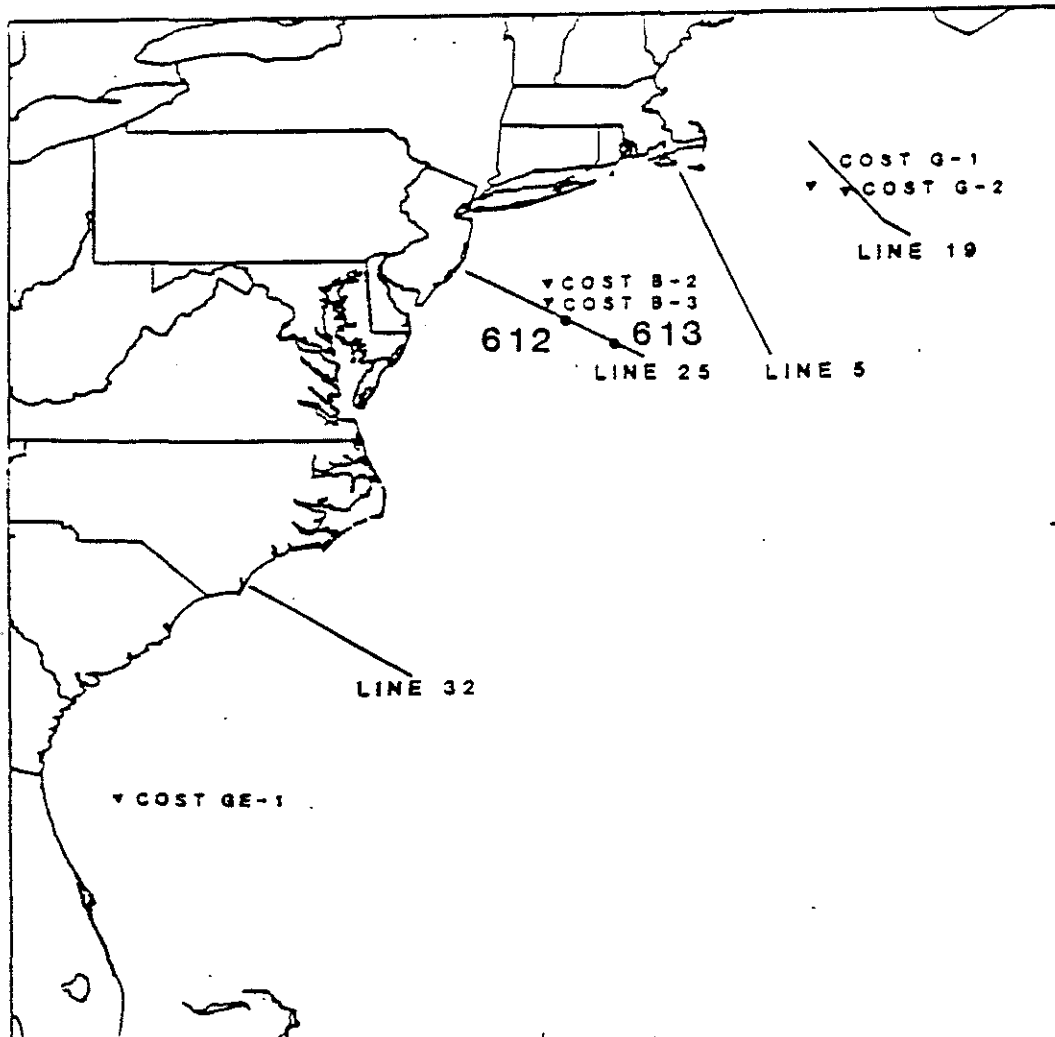 COST G-1
COST G-2
LINE 19
COST B-2
COST B-3
612
613
LINE 25
LINE 5
LINE 32
COST GE-1